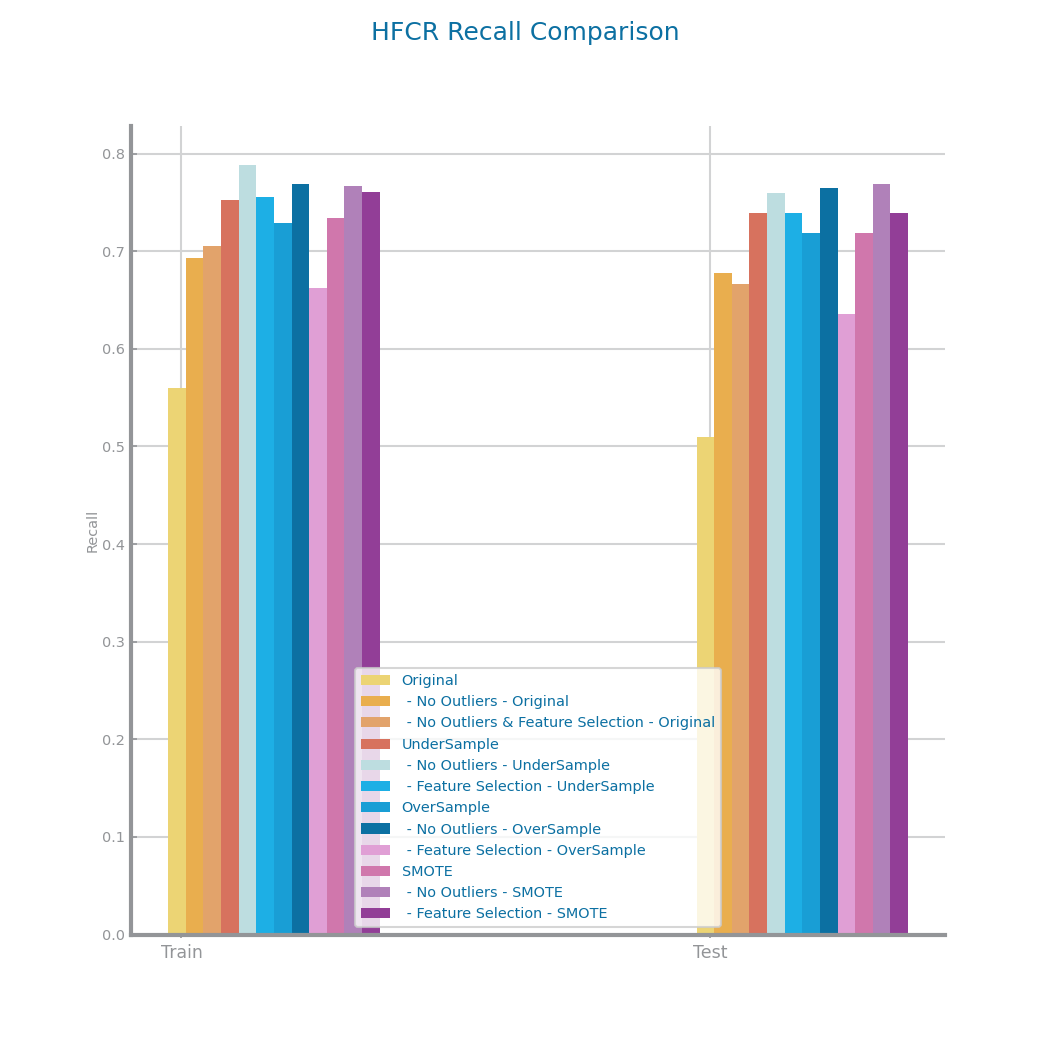 HFCR Recall Comparison
0.8
0.7
0.6
0.5
0.4
0.3
0.2
0.1
0.0
Recall
Original
- No Outliers - Original
- No Outliers & Feature Selection - Original
UnderSample
- No Outliers - UnderSample
- Feature Selection - UnderSample
OverSample
- No Outliers - OverSample
- Feature Selection - OverSample
SMOTE
- No Outliers - SMOTE
- Feature Selection - SMOTE
Train
Test